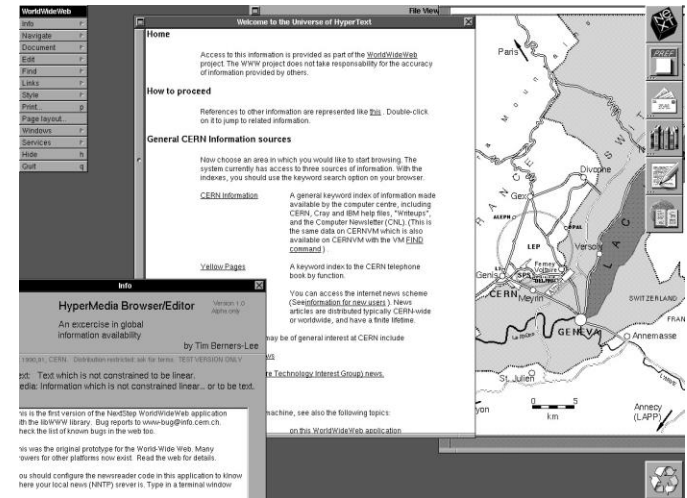 WorldWideWeb
Info
Navigate
Document
Edit
Find
Links
Style
Print... p
Page layout...
Windows
Services
Hide h
Quit q
File View
Welcome to the Universe of HyperText
Home
Access to this information is provided as part of the WorldWideWeb
project. The WWW project does not take responsibility for the accuracy
of information provided by others.
How to proceed
References to other information are represented like this . Double-click
on it to jump to related information.
General CERN Information sources
Now choose an area in which you would like to start browsing. The
system currently has access to three sources of information. With the
indexes, you should use the keyword search option on your browser.
CERN Information
A general keyword index of information made
available by the computer centre, including
CERN, Cray and IBM help files, "Writeups",
and the Computer Newsletter (CNL). (This is
the same data on CERNVM which is also
available on CERNVM with the VM FIND
command ) .
Yellow Pages
A keyword index to the CERN telephone
book by function.
You can access the internet news scheme
(See information for new users ). News
articles are distributed typically CERN-wide
or worldwide, and have a finite lifetime.
may be of general interest at CERN include
ws
re Technology Interest Group) news.
machine, see also the following topics:
on this WorldWideWeb application
Info
HyperMedia Browser/Editor
Version 1.0
Alpha only
An excercise in global
information availability
by Tim Berners-Lee
1990,91, CERN. Distribution restricted: ask for terms. TEST VERSION ONLY
ext: Text which is not constrained to be linear.
edia: Information which is not constrained linear... or to be text.
his is the first version of the NextStep WorldWideWeb application
ith the libWWW library. Bug reports to www-bug@info.cern.ch.
heck the list of known bugs in the web too.
his was the original prototype for the World-Wide Web. Many
rowers for other platforms now exist. Read the web for details.
ou should configure the newsreader code in this application to know
here your local (NNTP) srever is. Type in a terminal window
Paris
FRANCE
SWIT
Divonne
Gex
ALEPH
OPAL
LEP
Versoix
LAC
Ferney
Voltaire
Genis
SPS
DELPHI
CERN
Meyrin
SWITZERLAND
FRAN
GENEVA
Annemasse
St. Julien
yon
0 5
km
Annecy
(LAPP)
PREF